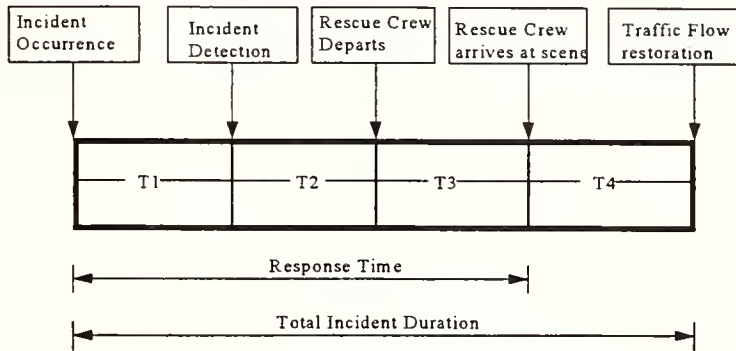 Incident
Occurrence
Incident
Detection
Rescue Crew
Departs
Rescue Crew
arrives at scene
Traffic Flow
restoration
T1
T2
T3
T4
Response Time
Total Incident Duration